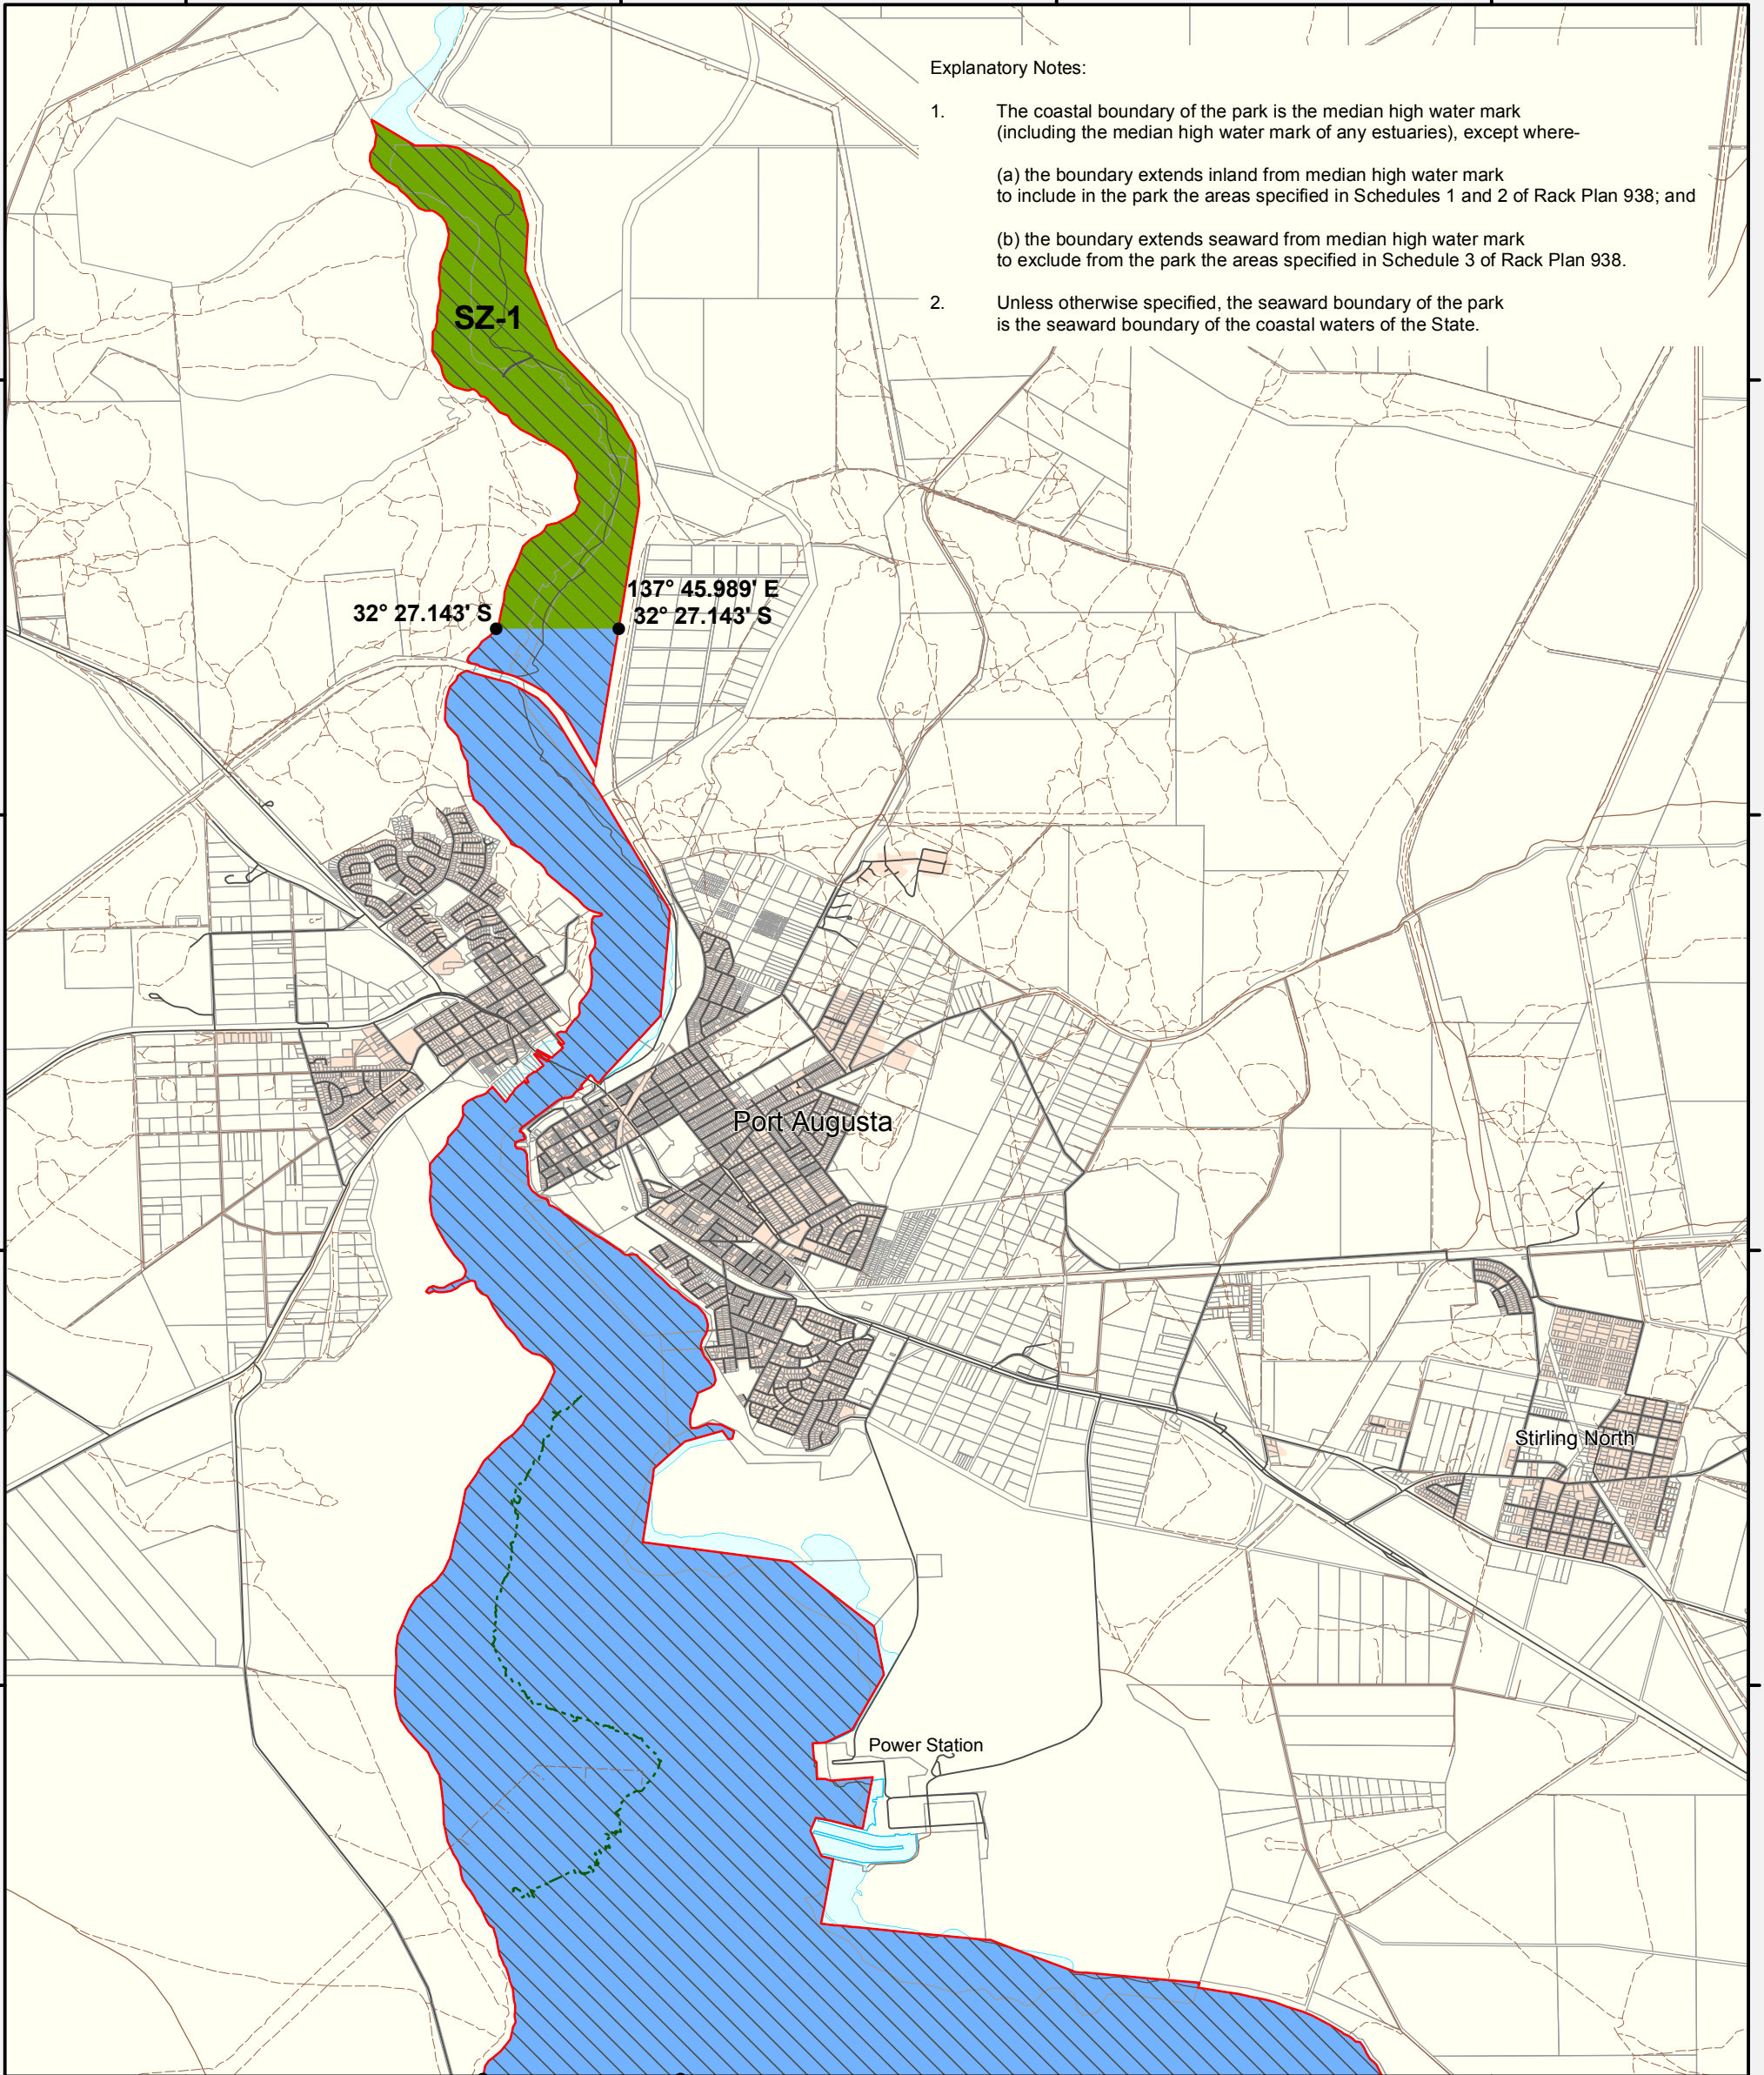 Explanatory Notes:
1. The coastal boundary of the park is the median high water mark
(including the median high water mark of any estuaries), except where-
(a) the boundary extends inland from median high water mark
to include in the park the areas specified in Schedules 1 and 2 of Rack Plan 938; and
(b) the boundary extends seaward from median high water mark
to exclude from the park the areas specified in Schedule 3 of Rack Plan 938.
2. Unless otherwise specified, the seaward boundary of the park
is the seaward boundary of the coastal waters of the State.
SZ-1
137° 45.989' E
32° 27.143' S
32° 27.143' S
Port Augusta
Stirling North
Power Station